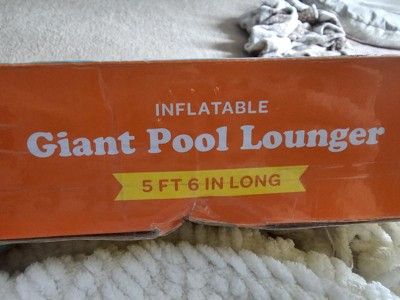 INFLATABLE
Giant Pool Lounger
5 FT 6 IN LONG